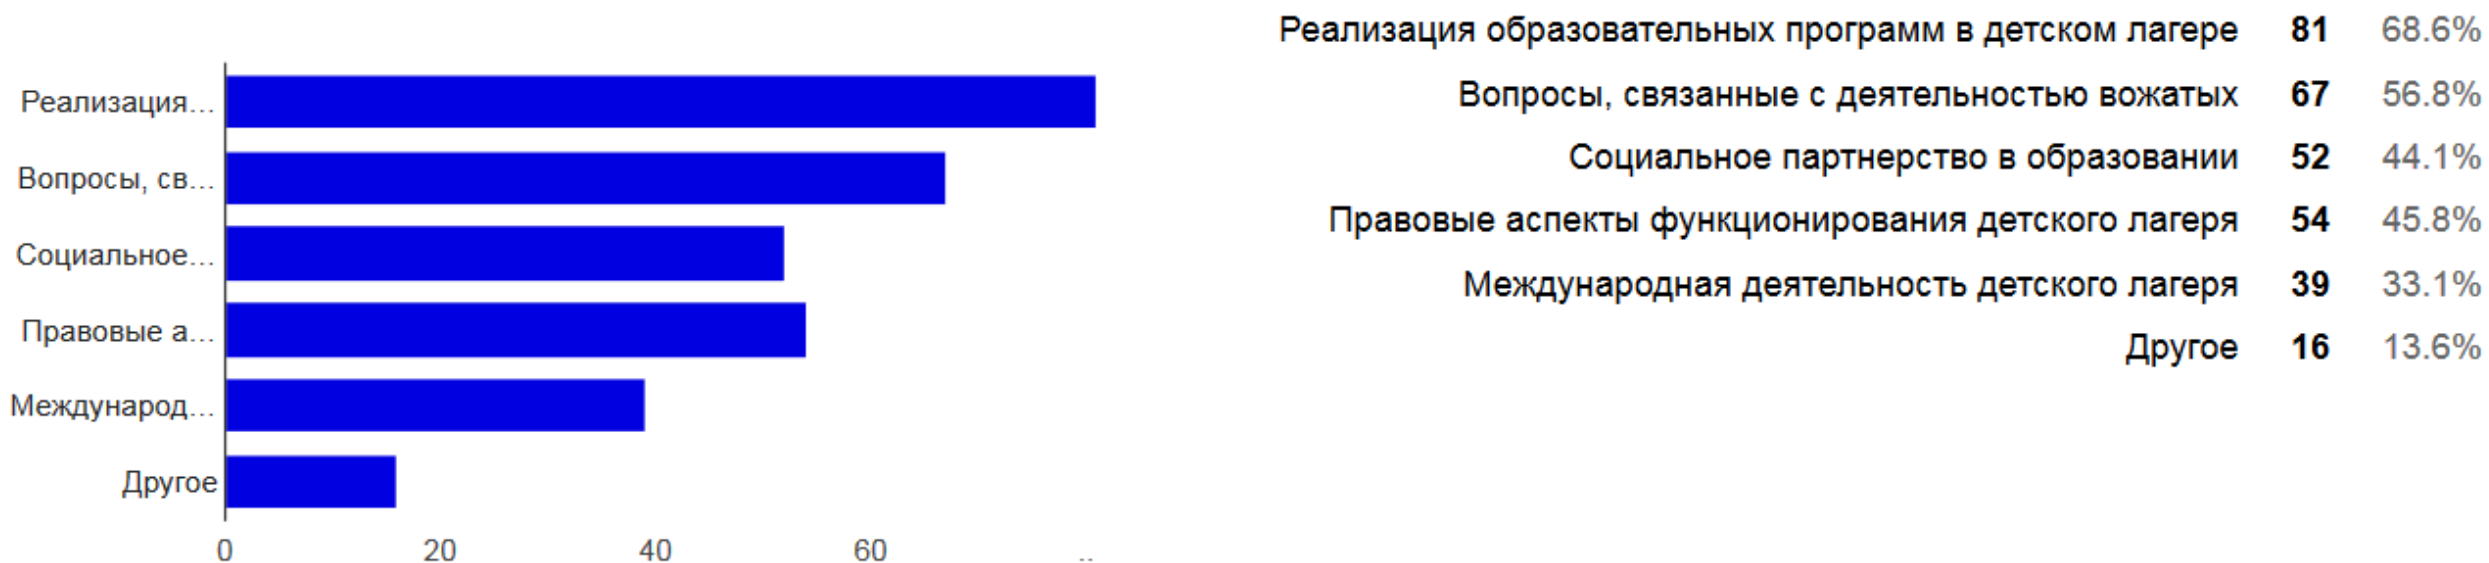 Реализация...
Вопросы, св...
Социальное...
Правовые а...
Международ...
Другое
0 20 40 60 ..
Реализация образовательных программ в детском лагере 81 68.6%
Вопросы, связанные с деятельностью вожатых 67 56.8%
Социальное партнерство в образовании 52 44.1%
Правовые аспекты функционирования детского лагеря 54 45.8%
Международная деятельность детского лагеря 39 33.1%
Другое 16 13.6%